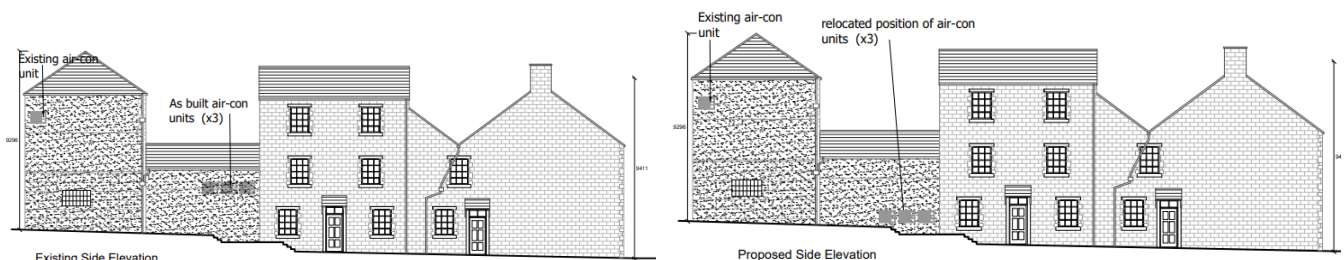 Existing air-con
unit
As built air-con
units (x3)
9296
9411
Existing Side Elevation
Existing air-con
unit
relocated position of air-con
units (x3)
9296
Proposed Side Elevation